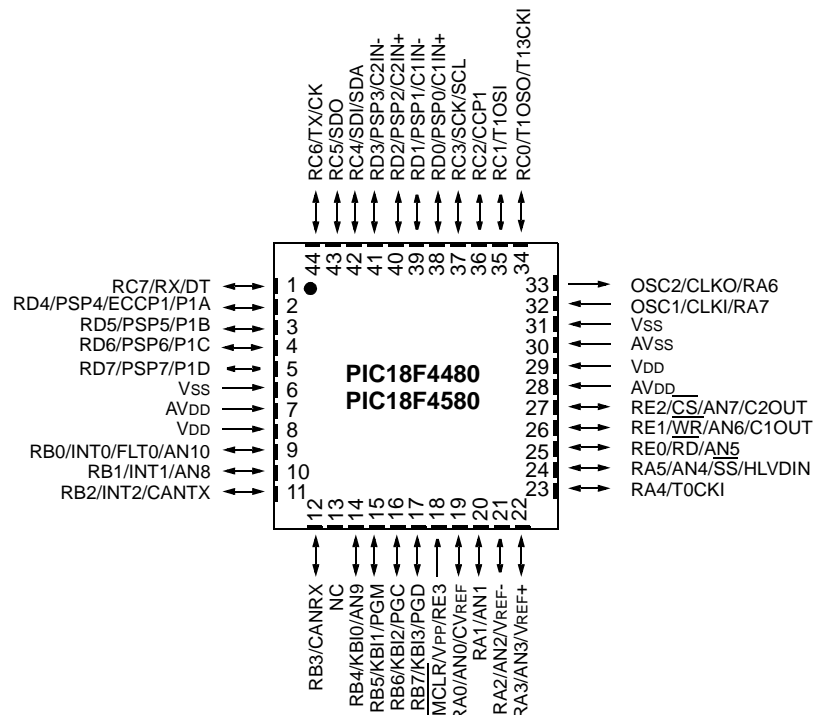 RC6/TX/CK
RC5/SDO
RC4/SDI/SDA
RD3/PSP3/C2IN-
RD2/PSP2/C2IN+
RD1/PSP1/C1IN-
RD0/PSP0/C1IN+
RC3/SCK/SCL
RC2/CCP1
RC1/T1OSI
RC0/T1OSO/T13CKI
44
43
42
41
40
39
38
37
36
35
34
RC7/RX/DT
1
RD4/PSP4/ECCP1/P1A
2
RD5/PSP5/P1B
3
RD6/PSP6/P1C
4
RD7/PSP7/P1D
5
VSS
6
AVDD
7
VDD
8
RB0/INT0/FLT0/AN10
9
RB1/INT1/AN8
10
RB2/INT2/CANTX
11
PIC18F4480
PIC18F4580
33
OSC2/CLKO/RA6
32
OSC1/CLKI/RA7
31
VSS
30
AVSS
29
VDD
28
AVDD
27
RE2/CS/AN7/C2OUT
26
RE1/WR/AN6/C1OUT
25
RE0/RD/AN5
24
RA5/AN4/SS/HLVDIN
23
RA4/T0CKI
12
13
14
15
16
17
18
19
20
21
22
RB3/CANRX
NC
RB4/KBI0/AN9
RB5/KBI1/PGM
RB6/KBI2/PGC
RB7/KBI3/PGD
MCLR/VPP/RE3
RA0/AN0/CVREF
RA1/AN1
RA2/AN2/VREF-
RA3/AN3/VREF+